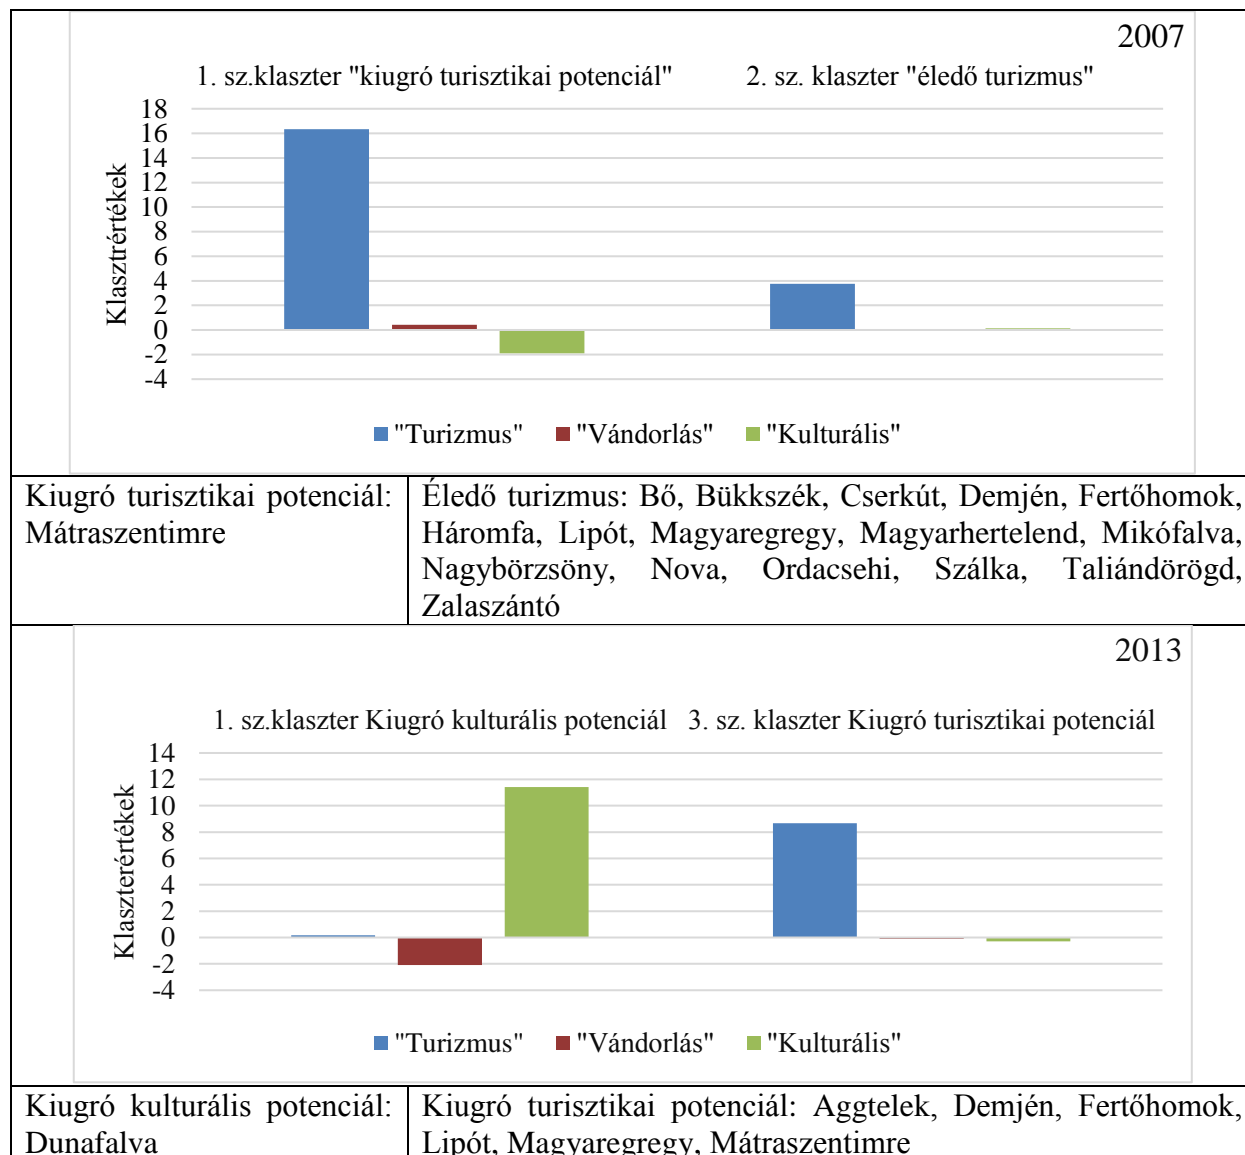 2007
1. sz.klaszter "kiugró turisztikai potenciál" 2. sz. klaszter "éledő turizmus"
Klasztrértékek
18
16
14
12
10
8
6
4
2
0
-2
-4
"Turizmus" "Vándorlás" "Kulturális"
Kiugró turisztikai potenciál:
Mátraszentimre
Éledő turizmus: Bő, Bükkszék, Cserkút, Demjén, Fertőhomok,
Háromfa, Lipót, Magyaregregy, Magyarhertelend, Mikófalva,
Nagybörzsöny, Nova, Ordacsehi, Szálka, Taliándörögd,
Zalaszántó
2013
1. sz.klaszter Kiugró kulturális potenciál 3. sz. klaszter Kiugró turisztikai potenciál
Klaszterértékek
14
12
10
8
6
4
2
0
-2
-4
"Turizmus" "Vándorlás" "Kulturális"
Kiugró kulturális potenciál:
Dunafalva
Kiugró turisztikai potenciál: Aggtelek, Demjén, Fertőhomok,
Lipót, Magyaregregy, Mátraszentimre